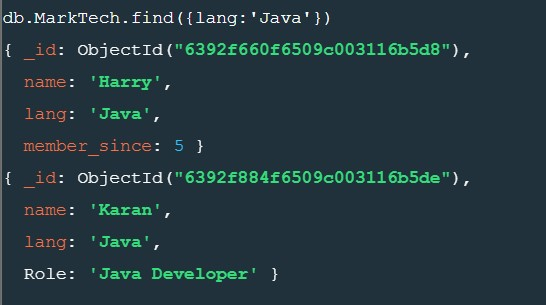 db.MarkTech.find({lang:'Java'})
{ _id: ObjectId("6392f660f6509c003116b5d8"),
name: 'Harry',
lang: 'Java',
member_since: 5 }
{ _id: ObjectId("6392f884f6509c003116b5de"),
name: 'Karan',
lang: 'Java',
Role: 'Java Developer' }